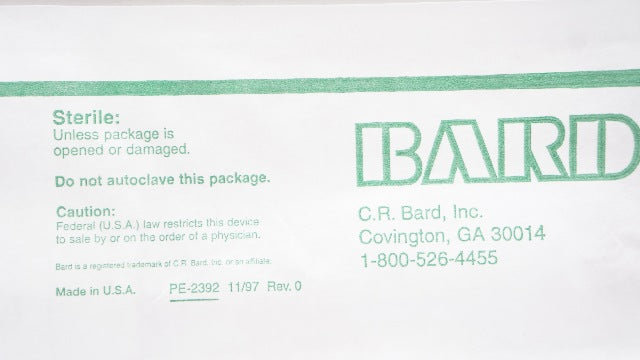 Sterile:
Unless package is
opened or damaged.
Do not autoclave this package.
Caution:
Federal (U.S.A.) law restricts this device
to sale by or on the order of a physician.
Bard is a registered trademark of C.R. Bard, Inc. or an affiliate.
Made in U.S.A. PE-2392 11/97 Rev. 0
BARD
C.R. Bard, Inc.
Covington, GA 30014
1-800-526-4455